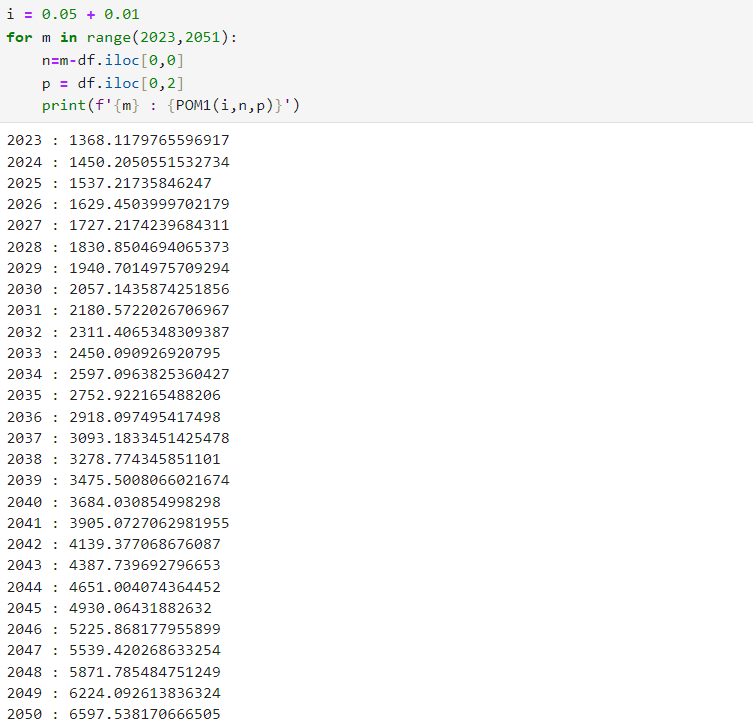 i = 0.05 + 0.01
for m in range(2023,2051):
    n=m-df.iloc[0,0]
    p = df.iloc[0,2]
    print(f'{m} : {POM1(i,n,p)}')
2023 : 1368.1179765596917
2024 : 1450.2050551532734
2025 : 1537.21735846247
2026 : 1629.4503999702179
2027 : 1727.2174239684311
2028 : 1830.8504694065373
2029 : 1940.7014975709294
2030 : 2057.1435874251856
2031 : 2180.5722026706967
2032 : 2311.4065348309387
2033 : 2450.090926920795
2034 : 2597.0963825360427
2035 : 2752.922165488206
2036 : 2918.097495417498
2037 : 3093.1833451425478
2038 : 3278.774345851101
2039 : 3475.5008066021674
2040 : 3684.030854998298
2041 : 3905.0727062981955
2042 : 4139.377068676087
2043 : 4387.739692796653
2044 : 4651.004074364452
2045 : 4930.06431882632
2046 : 5225.868177955899
2047 : 5539.420268633254
2048 : 5871.785484751249
2049 : 6224.092613836324
2050 : 6597.538170666505